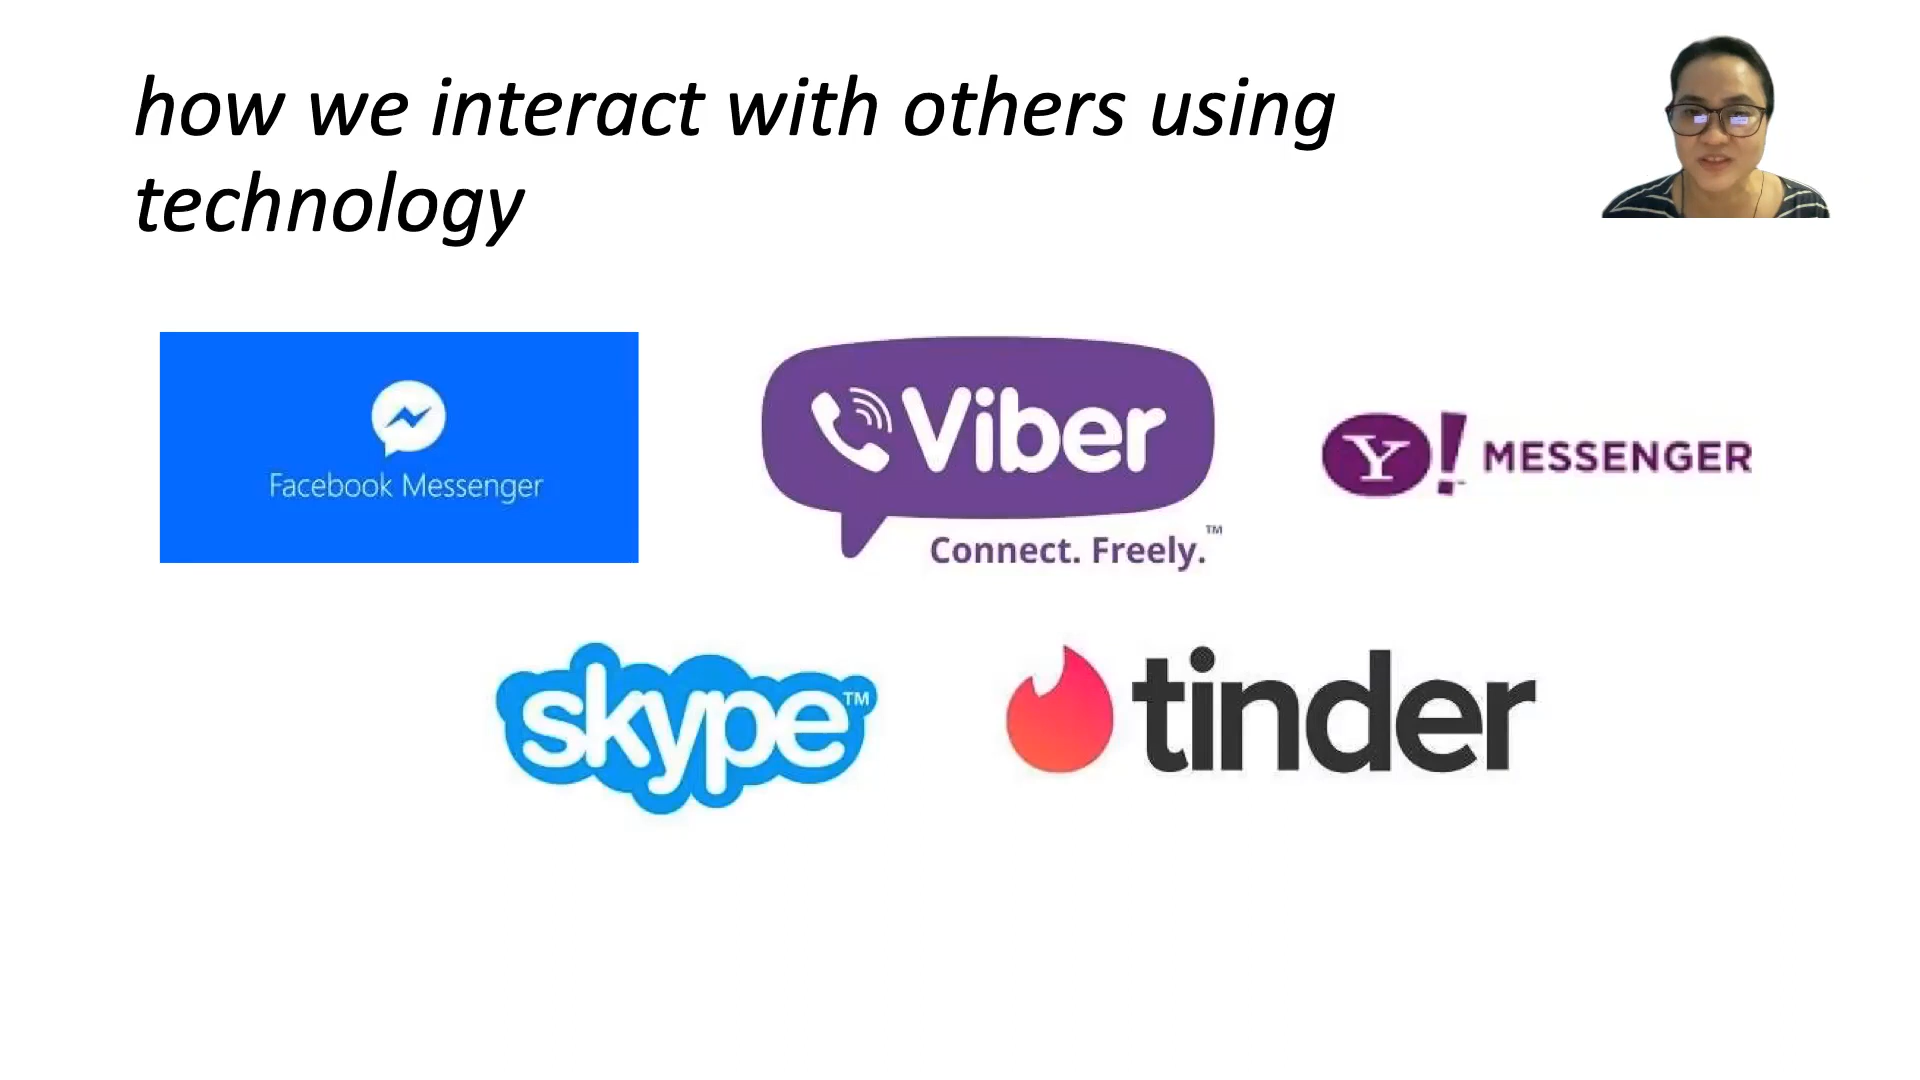 how we interact with others using
technology
Facebook Messenger
Viber
Connect. Freely.™
Y! MESSENGER
skype™
tinder